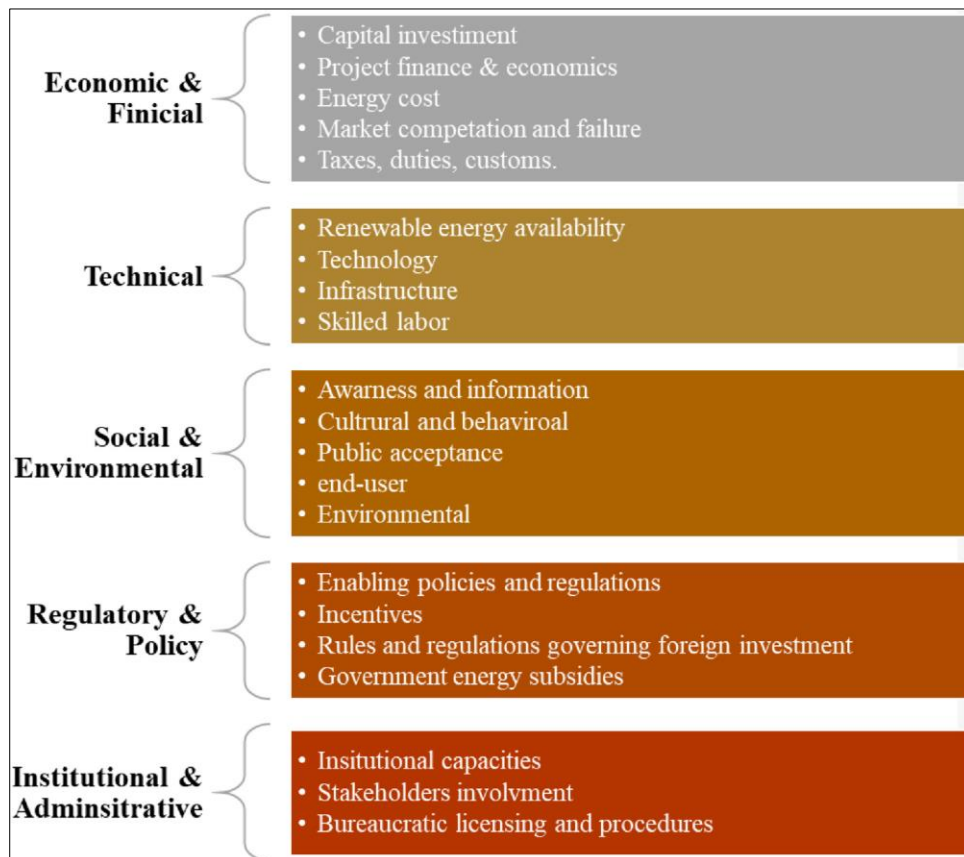 Economic &
Finicial
• Capital investiment
• Project finance & economics
• Energy cost
• Market competation and failure
• Taxes, duties, customs.
Technical
• Renewable energy availability
• Technology
• Infrastructure
• Skilled labor
Social &
Environmental
• Awarness and information
• Cultrural and behaviroal
• Public acceptance
• end-user
• Environmental
Regulatory &
Policy
• Enabling policies and regulations
• Incentives
• Rules and regulations governing foreign investment
• Government energy subsidies
Institutional &
Adminsitrative
• Insitutional capacities
• Stakeholders involvment
• Bureaucratic licensing and procedures